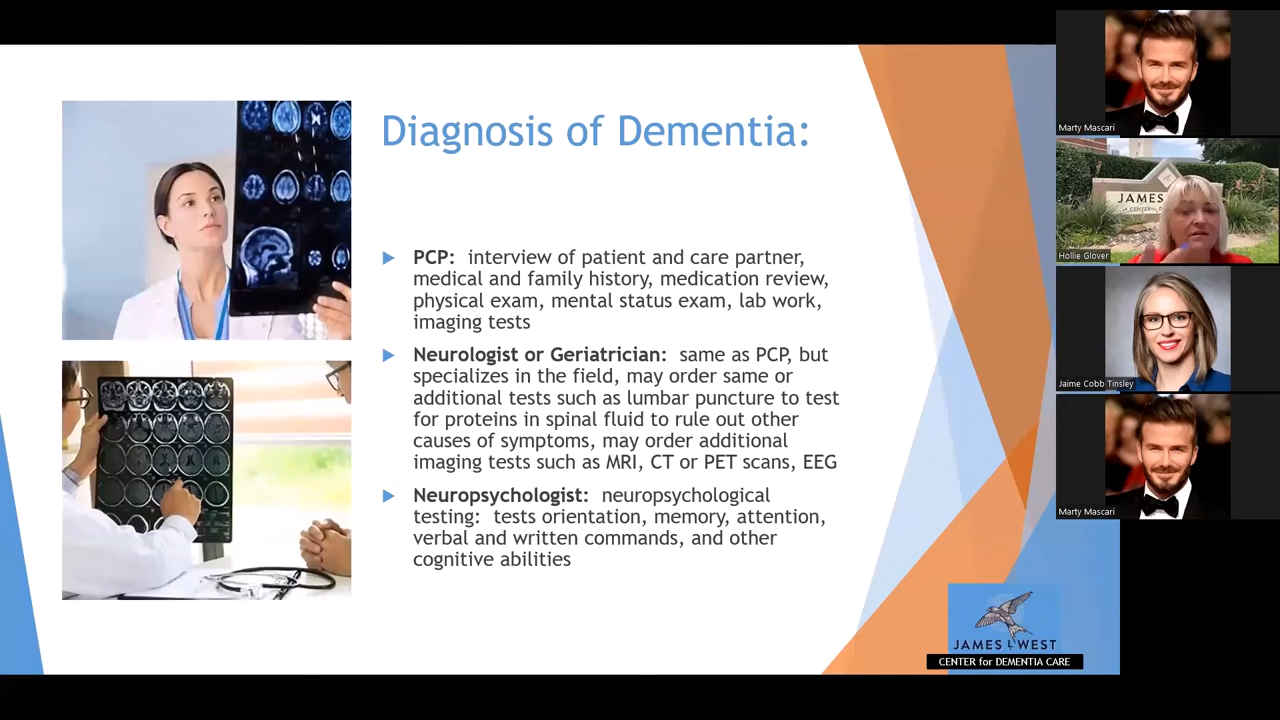 Diagnosis of Dementia:
PCP: interview of patient and care partner,
medical and family history, medication review,
physical exam, mental status exam, lab work,
imaging tests
Neurologist or Geriatrician: same as PCP, but
specializes in the field, may order same or
additional tests such as lumbar puncture to test
for proteins in spinal fluid to rule out other
causes of symptoms, may order additional
imaging tests such as MRI, CT or PET scans, EEG
Neuropsychologist: neuropsychological
testing: tests orientation, memory, attention,
verbal and written commands, and other
cognitive abilities
JAMES L WEST
CENTER for DEMENTIA CARE
Marty Mascari
JAMES
Hollie Glover
Jaime Cobb Tinsley
Marty Mascari